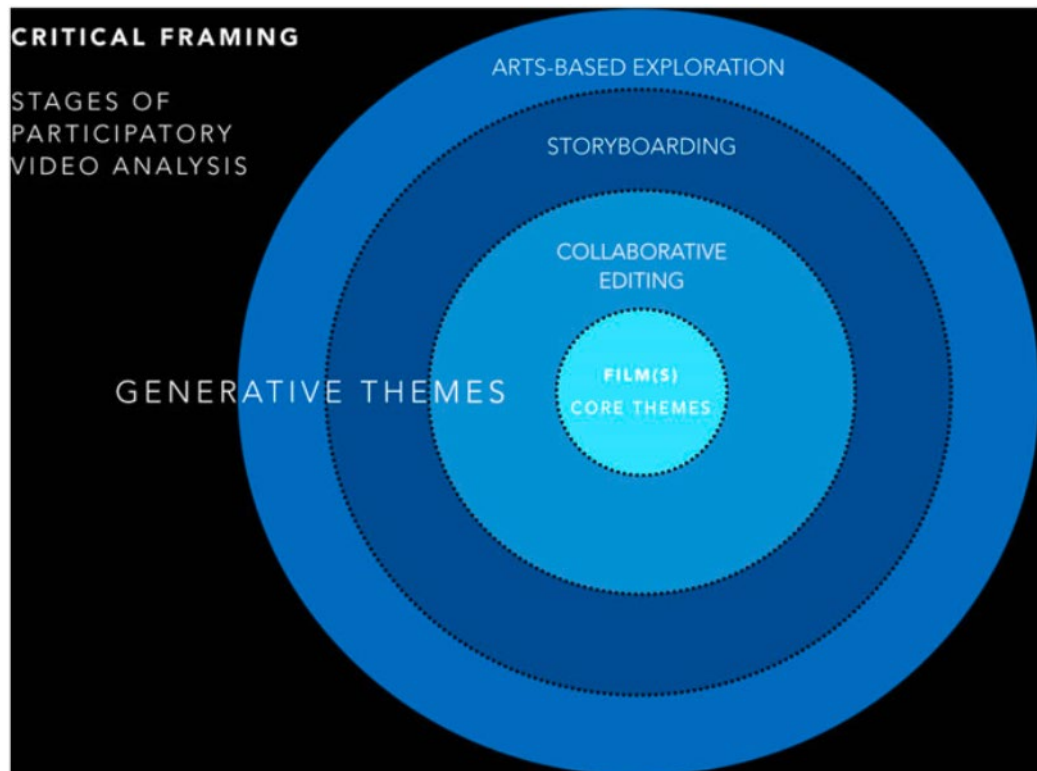 CRITICAL FRAMING
STAGES OF
PARTICIPATORY
VIDEO ANALYSIS
ARTS-BASED EXPLORATION
STORYBOARDING
COLLABORATIVE
EDITING
GENERATIVE THEMES
FILM(S)
CORE THEMES